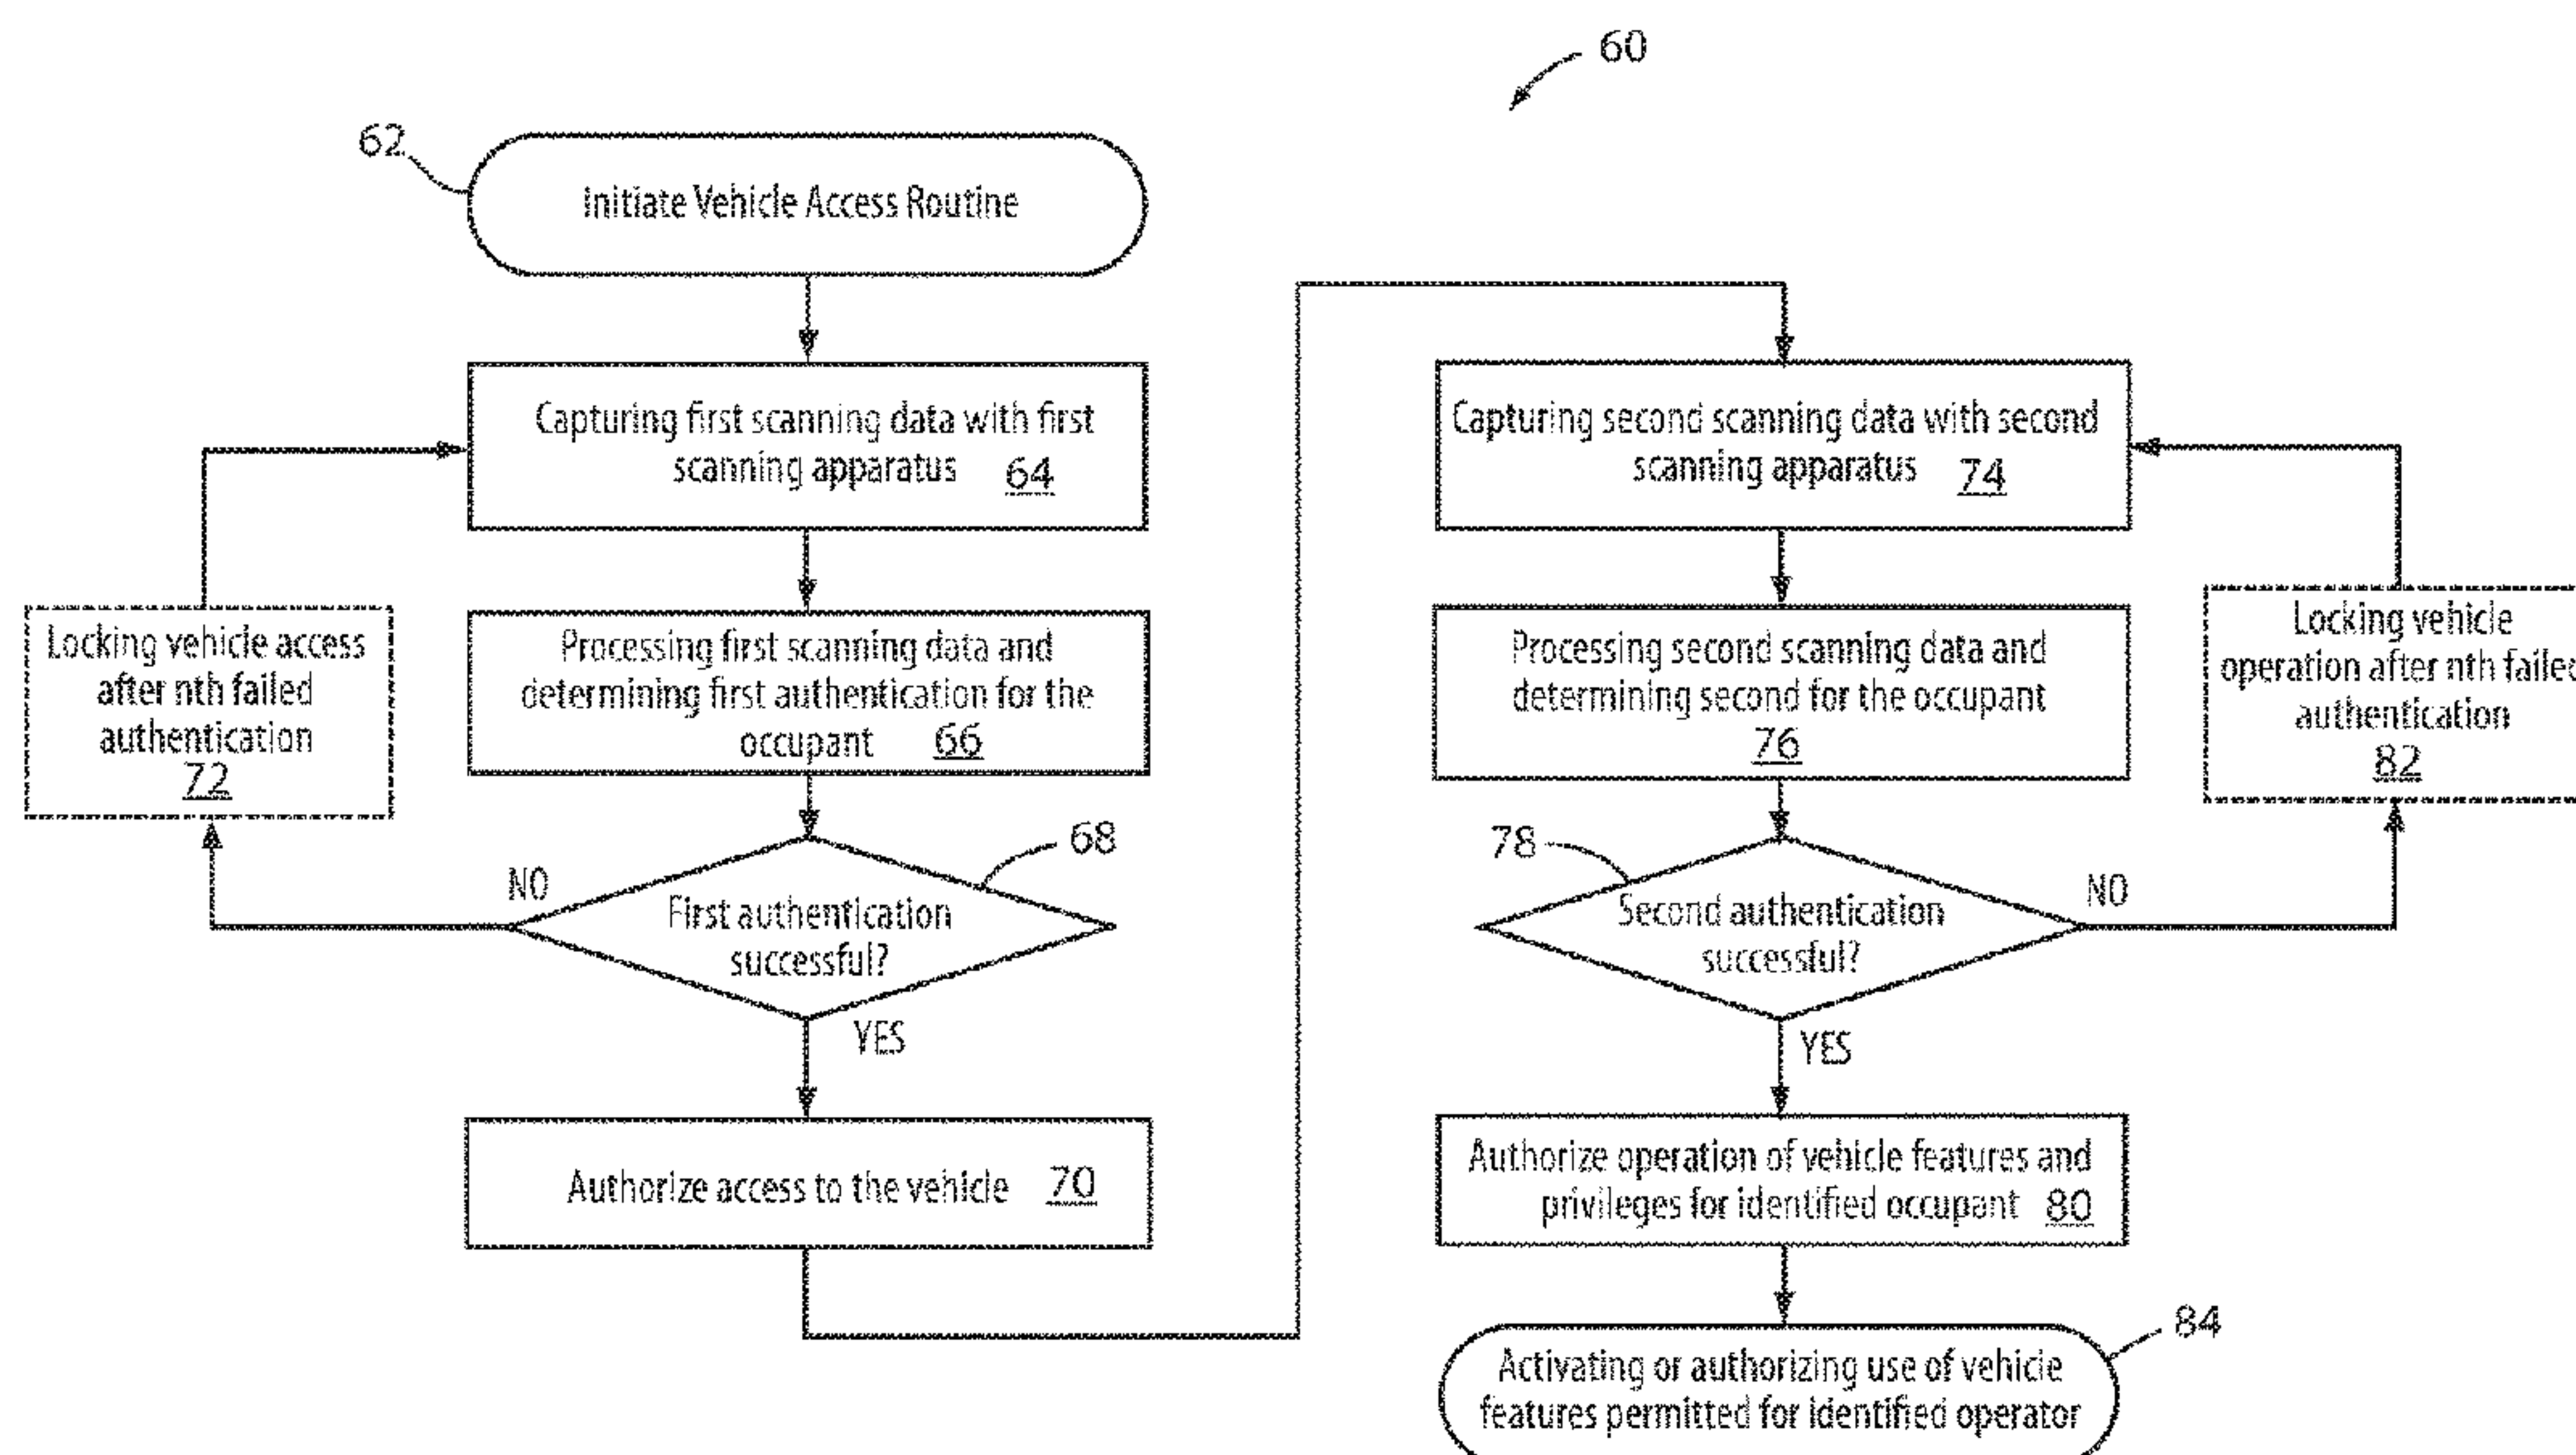 60
62
Initiate Vehicle Access Routine
Capturing first scanning data with first
scanning apparatus 64
Processing first scanning data and
determining first authentication for the
occupant 66
Locking vehicle access
after nth failed
authentication
72
68
NO
First authentication
successful?
YES
Authorize access to the vehicle 70
Capturing second scanning data with second
scanning apparatus 74
Processing second scanning data and
determining second for the occupant
76
Locking vehicle
operation after nth failed
authentication
82
78
NO
Second authentication
successful?
YES
Authorize operation of vehicle features and
privileges for identified occupant 80
84
Activating or authorizing use of vehicle
features permitted for identified operator